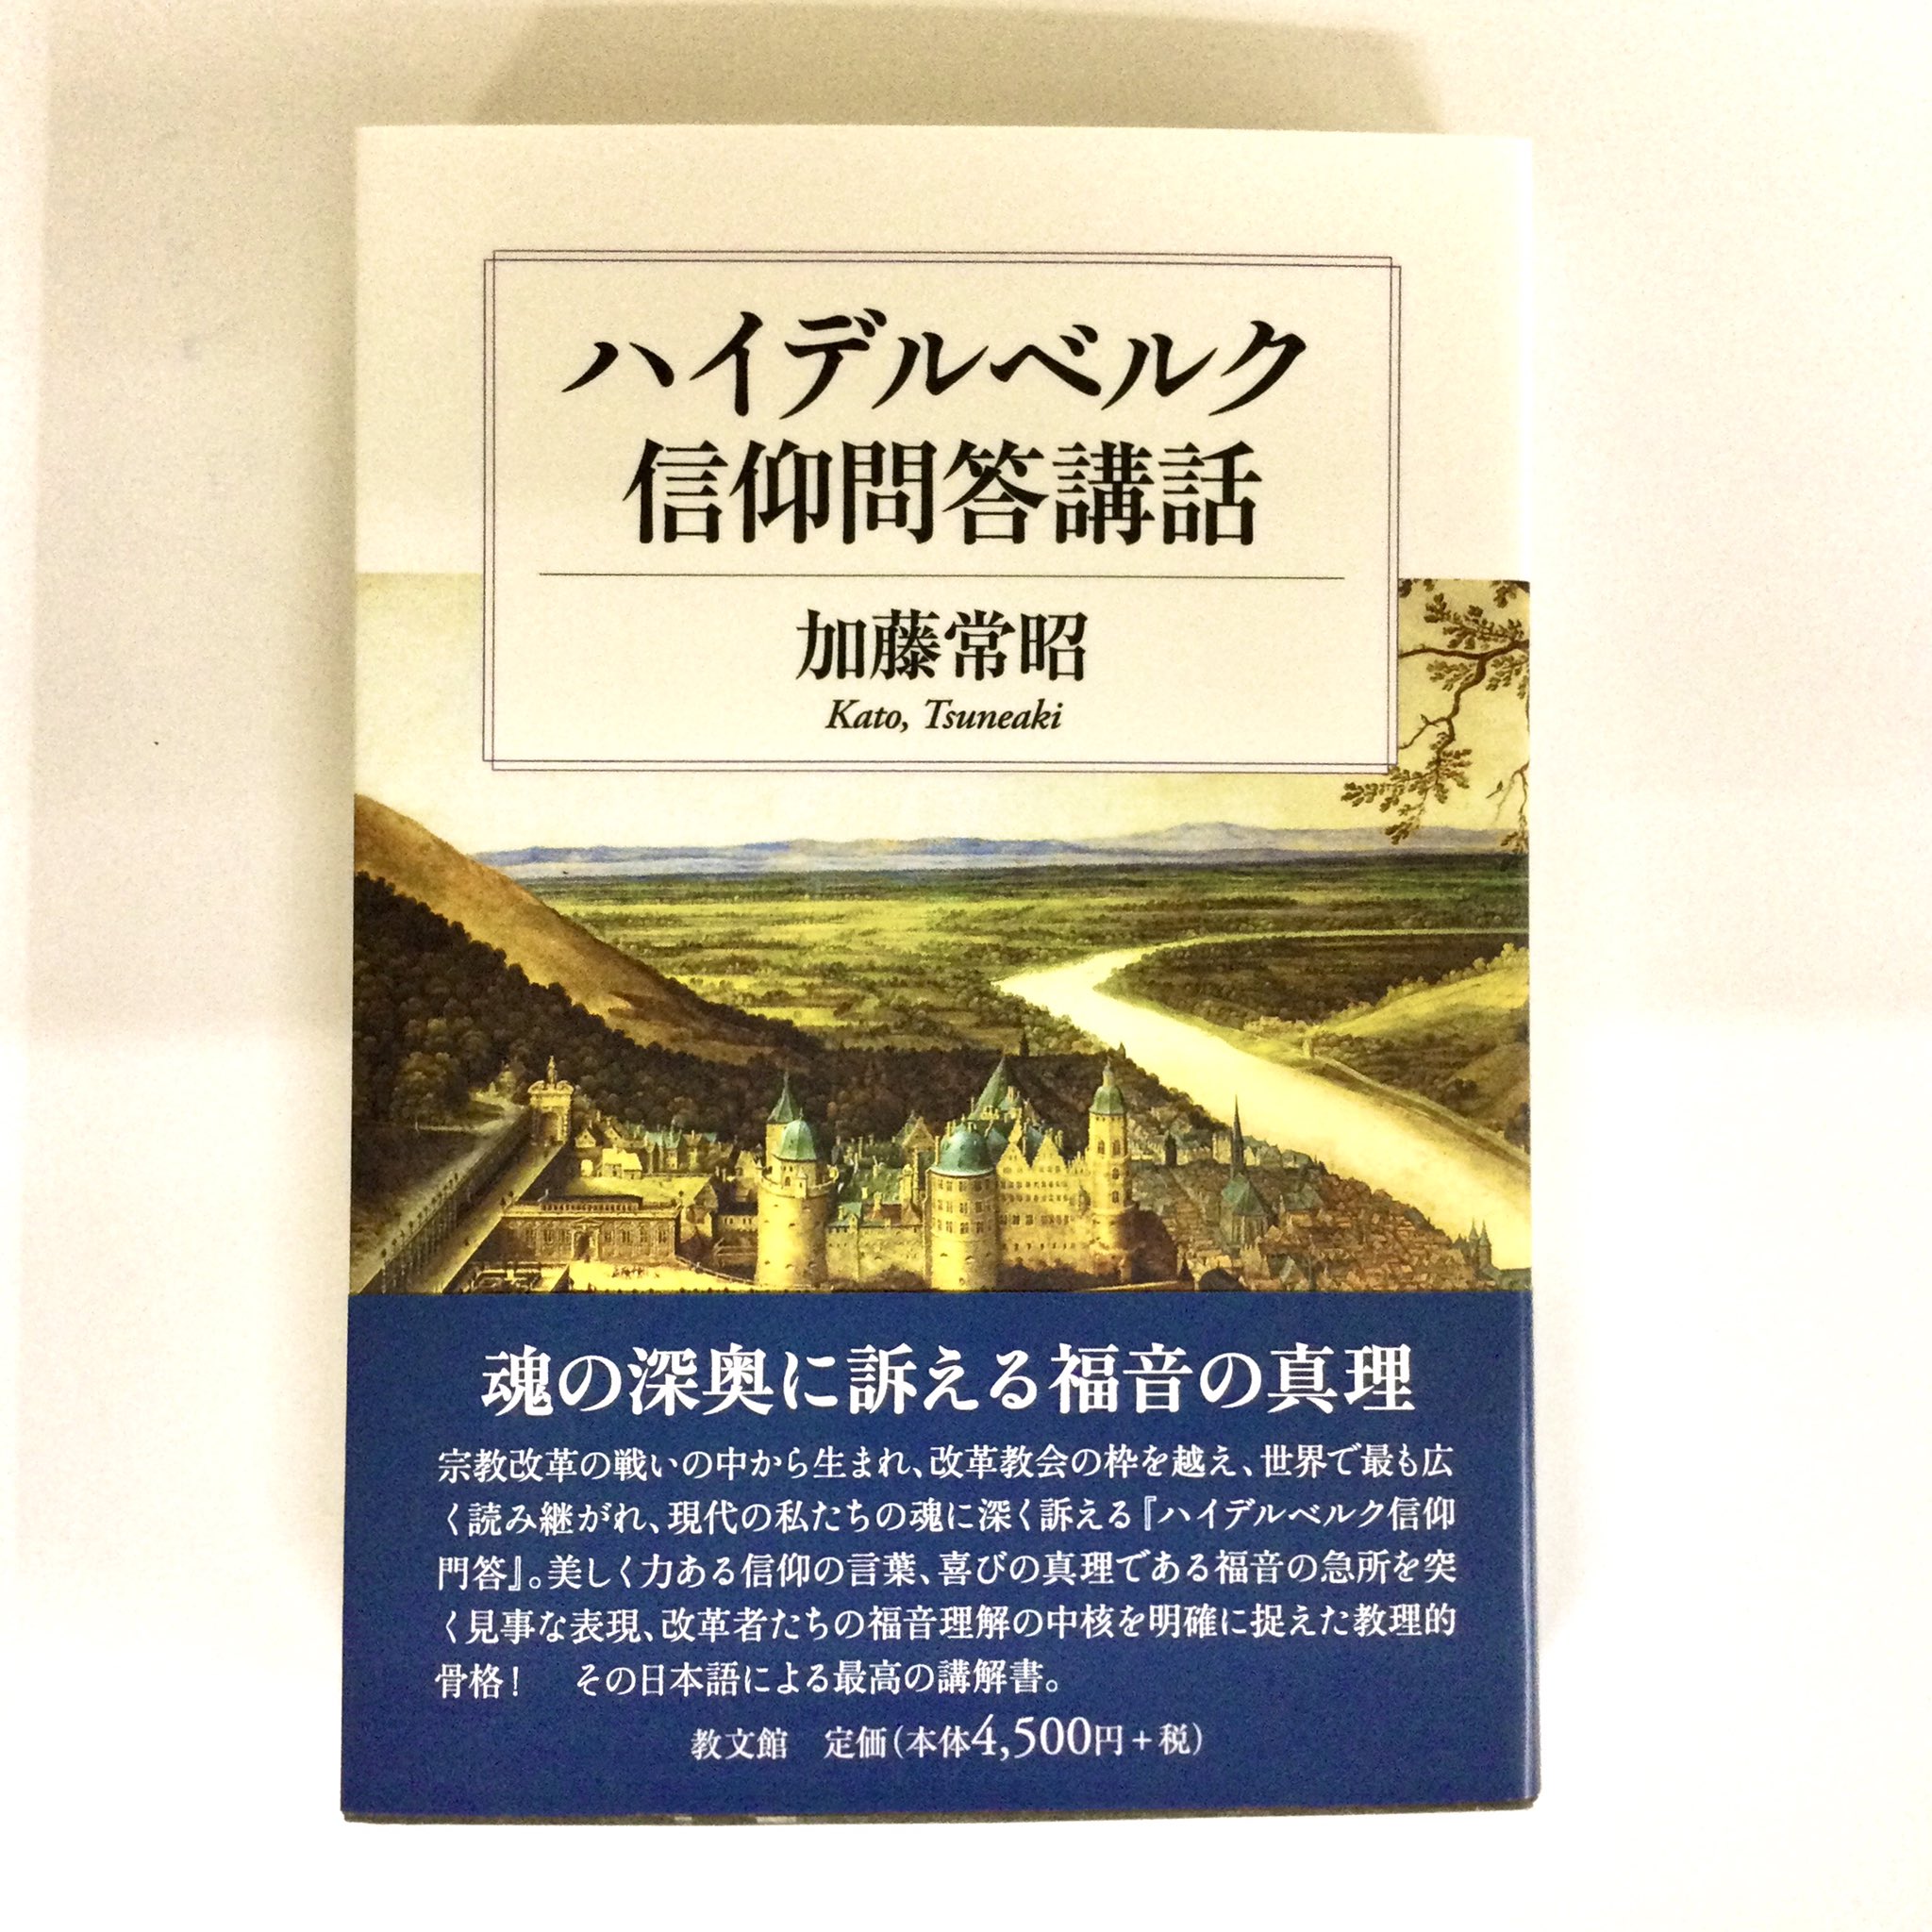 ハイデルベルク
信仰問答講話
加藤常昭
Kato, Tsuneaki
魂の深奥に訴える福音の真理
宗教改革の戦いの中から生まれ、改革教会の枠を越え、世界で最も広
く読み継がれ、現代の私たちの魂に深く訴える『ハイデルベルク信仰
問答』。美しく力ある信仰の言葉、喜びの真理である福音の急所を突
く見事な表現、改革者たちの福音理解の中核を明確に捉えた教理的
骨格！　その日本語による最高の講解書。
教文館　定価(本体4,500円+税)